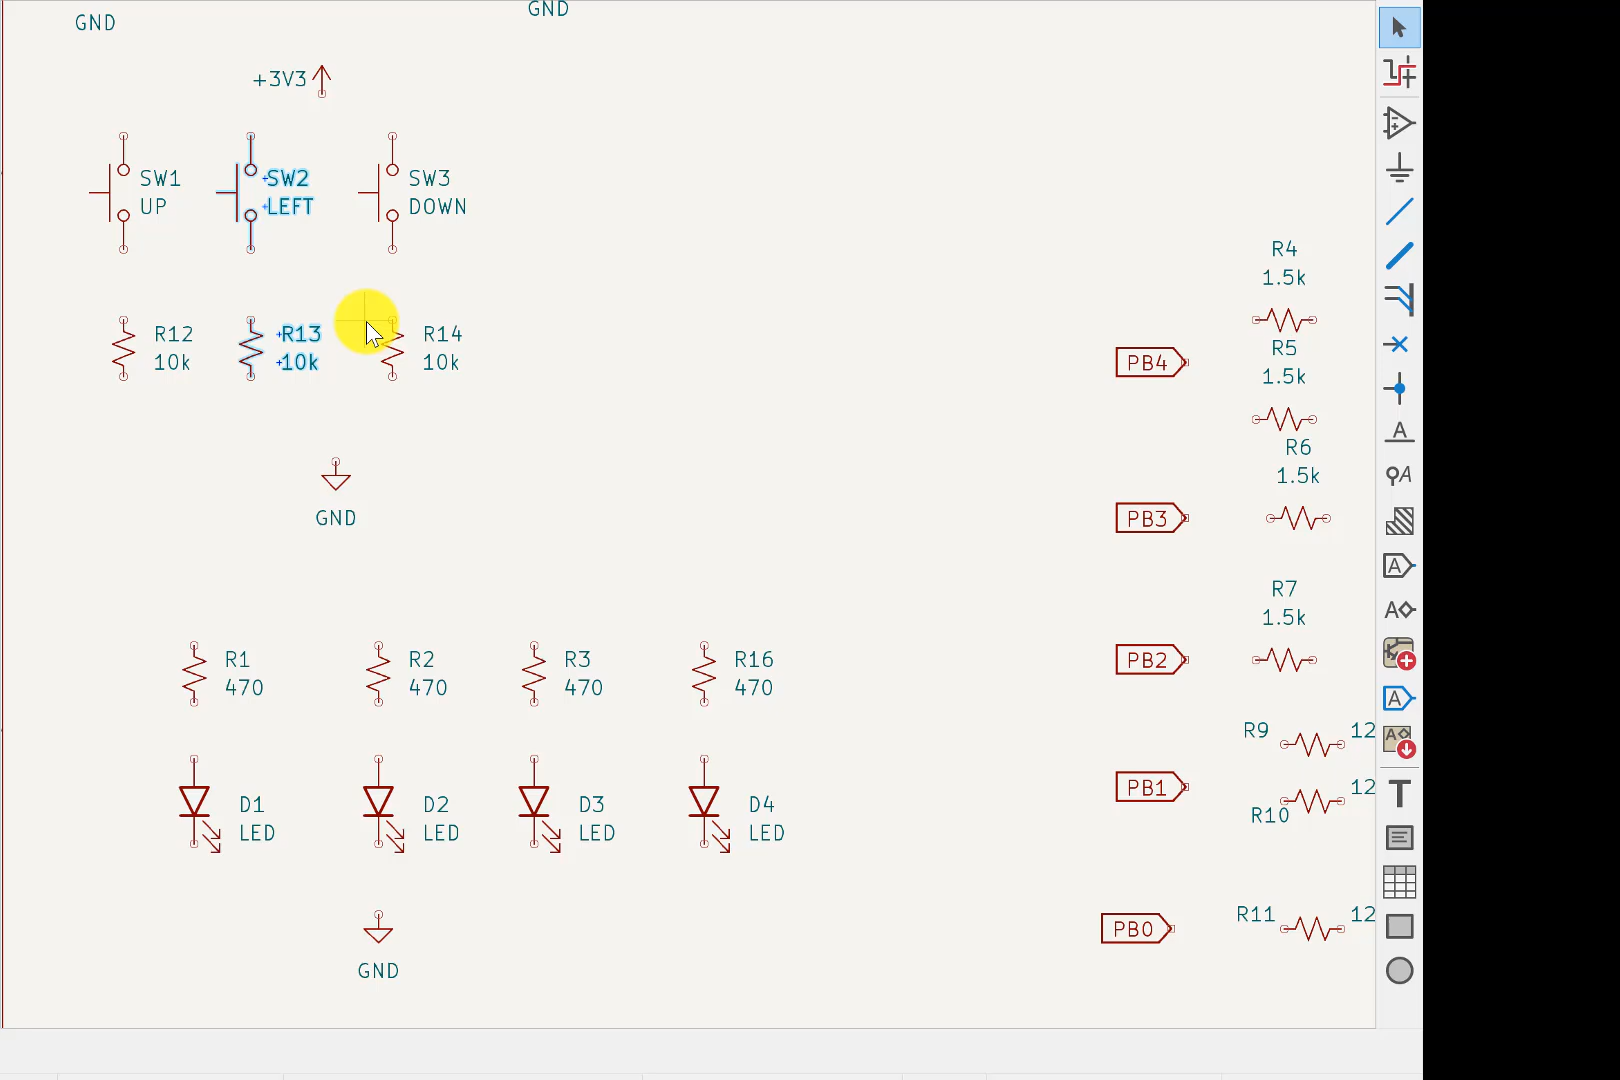 GND
GND
+3V3
SW1
UP
SW2
LEFT
SW3
DOWN
R12
10k
R13
10k
R14
10k
GND
R4
1.5k
PB4
R5
1.5k
R6
1.5k
PB3
R7
1.5k
PB2
R1
470
R2
470
R3
470
R16
470
R9
12
PB1
R10
12
D1
LED
D2
LED
D3
LED
D4
LED
PB0
R11
12
GND
A
A
A
A
A
A
T